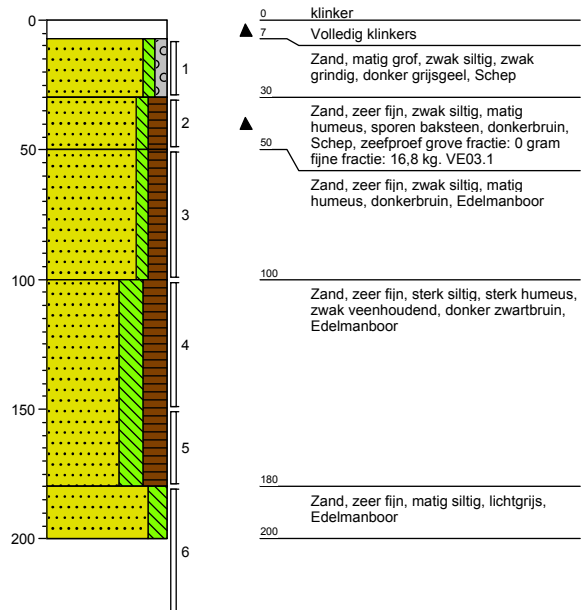 0
50
100
150
200
1
2
3
4
5
6
0 klinker
7 Volledig klinkers
Zand, matig grof, zwak siltig, zwak
grindig, donker grijsgeel, Schep
30
Zand, zeer fijn, zwak siltig, matig
humeus, sporen baksteen, donkerbruin,
Schep, zeefproef grove fractie: 0 gram
fijne fractie: 16,8 kg. VE03.1
50
Zand, zeer fijn, zwak siltig, matig
humeus, donkerbruin, Edelmanboor
100
Zand, zeer fijn, sterk siltig, sterk humeus,
zwak veenhoudend, donker zwartbruin,
Edelmanboor
180
Zand, zeer fijn, matig siltig, lichtgrijs,
Edelmanboor
200